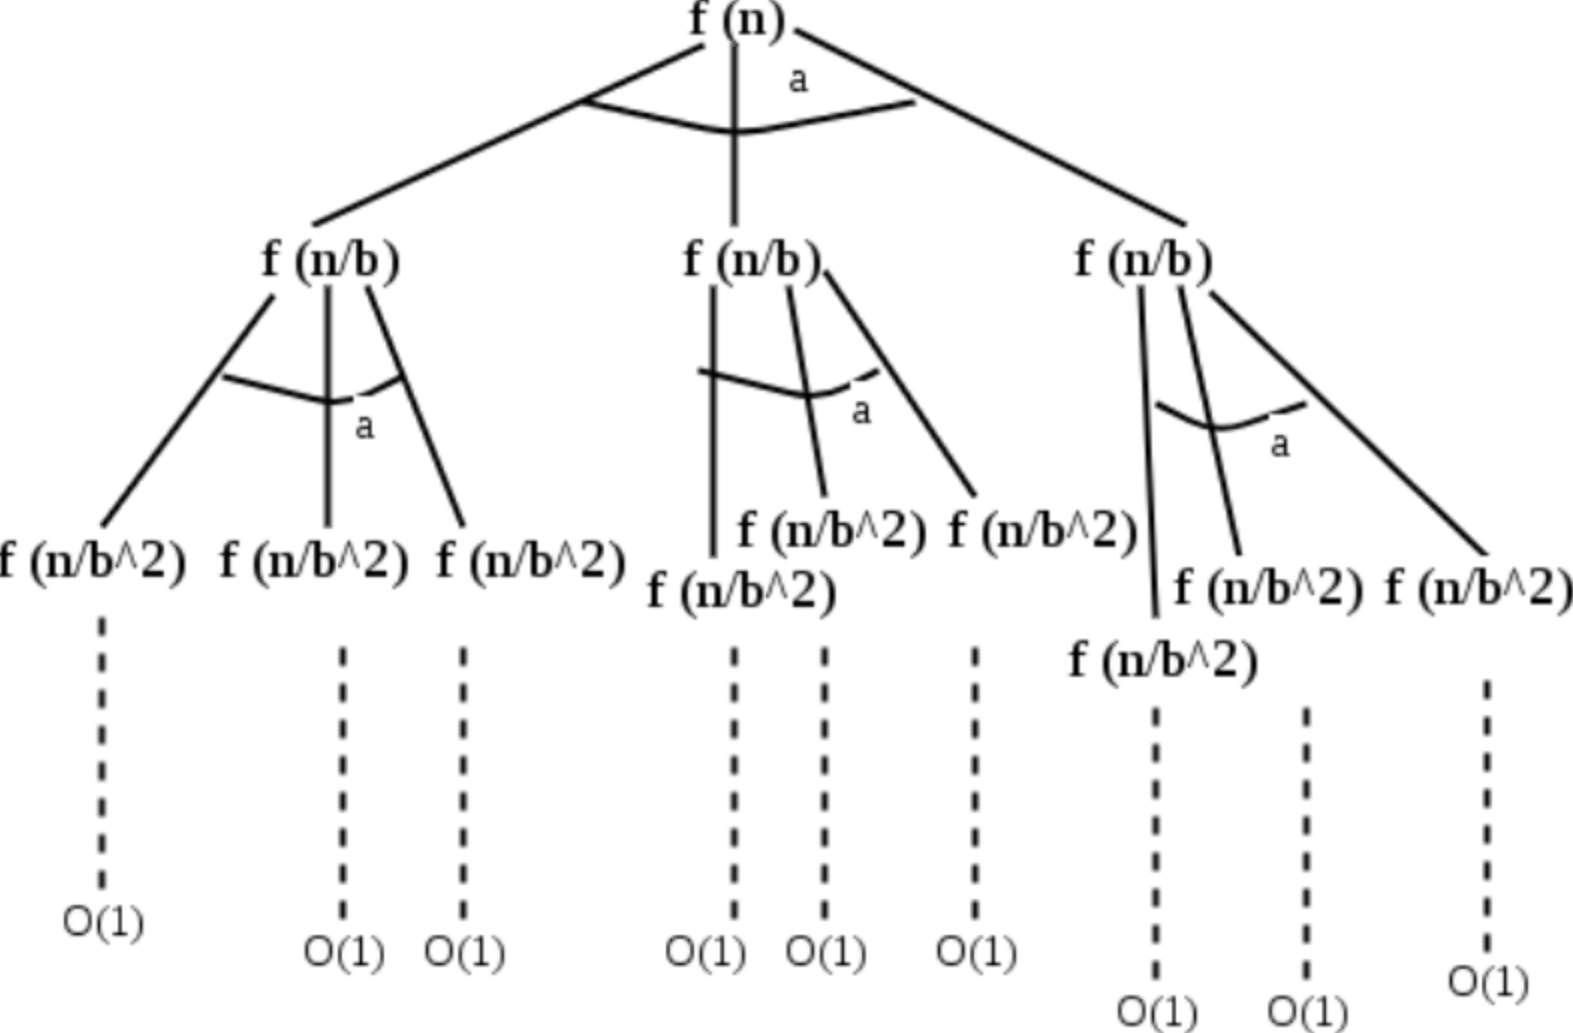 f (n)
a
f (n/b) f (n/b) f (n/b)
a a a
f (n/b^2) f (n/b^2) f (n/b^2) f (n/b^2) f (n/b^2) f (n/b^2) f (n/b^2)
f (n/b^2)
f (n/b^2)
O(1) O(1) O(1) O(1) O(1) O(1) O(1) O(1) O(1)